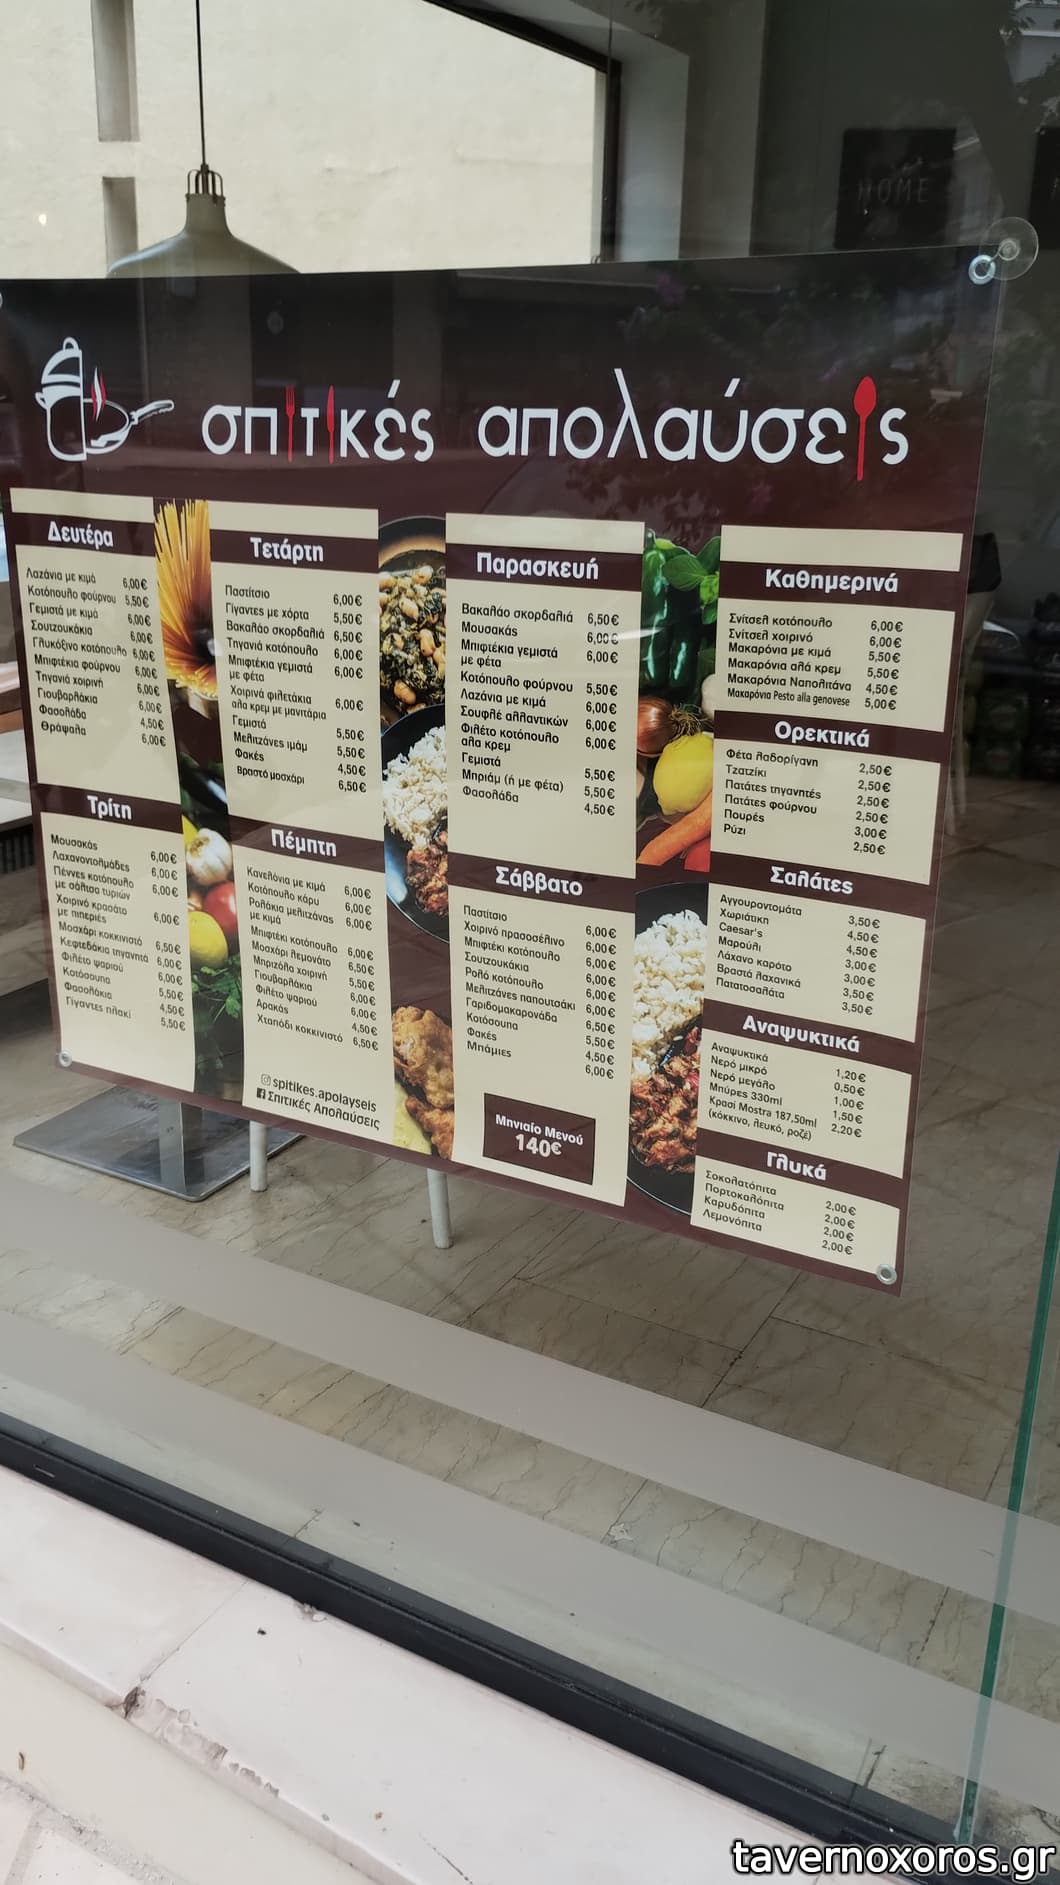 HOME
σπιτικές απολαύσεις
Δευτέρα
Λαζάνια με κιμά 6,00€
Κοτόπουλο φούρνου 5,50€
Γεμιστά με κιμά 6,00€
Σουτζουκάκια 6,00€
Γλυκόξινο κοτόπουλο 6,00€
Μπιφτέκια φούρνου 6,00€
Τηγανιά χοιρινή 6,00€
Γιουβαρλάκια 6,00€
Φασολάδα 4,50€
Θράψαλα 6,00€
Τρίτη
Μουσακάς 6,00€
Λαχανοντολμάδες 6,00€
Πέννες κοτόπουλο
με σάλτσα τυριών 6,00€
Χοιρινό κρασάτο
με πιπεριές 6,00€
Μοσχάρι κοκκινιστό 6,50€
Κεφτεδάκια τηγανητά 6,00€
Φιλέτο ψαριού 6,00€
Κοτόσουπα 5,50€
Φασολάκια 4,50€
Γίγαντες πλακί 5,50€
Τετάρτη
Παστίτσιο 6,00€
Γίγαντες με χόρτα 5,50€
Βακαλάο σκορδαλιά 6,50€
Τηγανιά κοτόπουλο 6,00€
Μπιφτέκια γεμιστά 6,00€
με φέτα
Χοιρινά φιλετάκια
αλα κρεμ με μανιτάρια 6,00€
Γεμιστά 5,50€
Μελιτζάνες ιμάμ 5,50€
Φακές 4,50€
Βραστό μοσχάρι 6,50€
Πέμπτη
Κανελόνια με κιμά 6,00€
Κοτόπουλο κάρυ 6,00€
Ρολάκια μελιτζάνας 6,00€
με κιμά
Μπιφτέκι κοτόπουλο 6,00€
Μοσχάρι λεμονάτο 6,50€
Μπριζόλα χοιρινή 5,50€
Γιουβαρλάκια 6,00€
Φιλέτο ψαριού 6,00€
Αρακάς 4,50€
Χταπόδι κοκκινιστό 6,50€
spitikes.apolayseis
Σπιτικές Απολαύσεις
Παρασκευή
Βακαλάο σκορδαλιά 6,50€
Μουσακάς 6,00€
Μπιφτέκια γεμιστά 6,00€
με φέτα
Κοτόπουλο φούρνου 5,50€
Λαζάνια με κιμά 6,00€
Σουφλέ αλλαντικών 6,00€
Φιλέτο κοτόπουλο 6,00€
αλα κρεμ
Γεμιστά 5,50€
Μπριάμ (ή με φέτα) 5,50€
Φασολάδα 4,50€
Σάββατο
Παστίτσιο 6,00€
Χοιρινό πρασοσέλινο 6,00€
Μπιφτέκι κοτόπουλο 6,00€
Σουτζουκάκια 6,00€
Ρολό κοτόπουλο 6,00€
Μελιτζάνες παπουτσάκι 6,00€
Γαριδομακαρονάδα 6,50€
Κοτόσουπα 5,50€
Φακές 4,50€
Μπάμιες 6,00€
Μηνιαίο Μενού
140€
Καθημερινά
Σνίτσελ κοτόπουλο 6,00€
Σνίτσελ χοιρινό 6,00€
Μακαρόνια με κιμά 5,50€
Μακαρόνια αλά κρεμ 5,50€
Μακαρόνια Ναπολιτάνα 4,50€
Μακαρόνια Pesto alla genovese 5,00€
Ορεκτικά
Φέτα λαδορίγανη 2,50€
Τζατζίκι 2,50€
Πατάτες τηγανητές 2,50€
Πατάτες φούρνου 2,50€
Πουρές 3,00€
Ρύζι 2,50€
Σαλάτες
Αγγουροντομάτα 3,50€
Χωριάτικη 4,50€
Caesar's 4,50€
Μαρούλι 3,00€
Λάχανο καρότο 3,00€
Βραστά λαχανικά 3,50€
Πατατοσαλάτα 3,50€
Αναψυκτικά
Αναψυκτικά 1,20€
Νερό μικρό 0,50€
Νερό μεγάλο 1,00€
Μπύρες 330ml 1,50€
Κρασί Mostra 187,50ml 2,20€
(κόκκινο, λευκό, ροζέ)
Γλυκά
Σοκολατόπιτα 2,00€
Πορτοκαλόπιτα 2,00€
Καρυδόπιτα 2,00€
Λεμονόπιτα 2,00€
tavernoxoros.gr